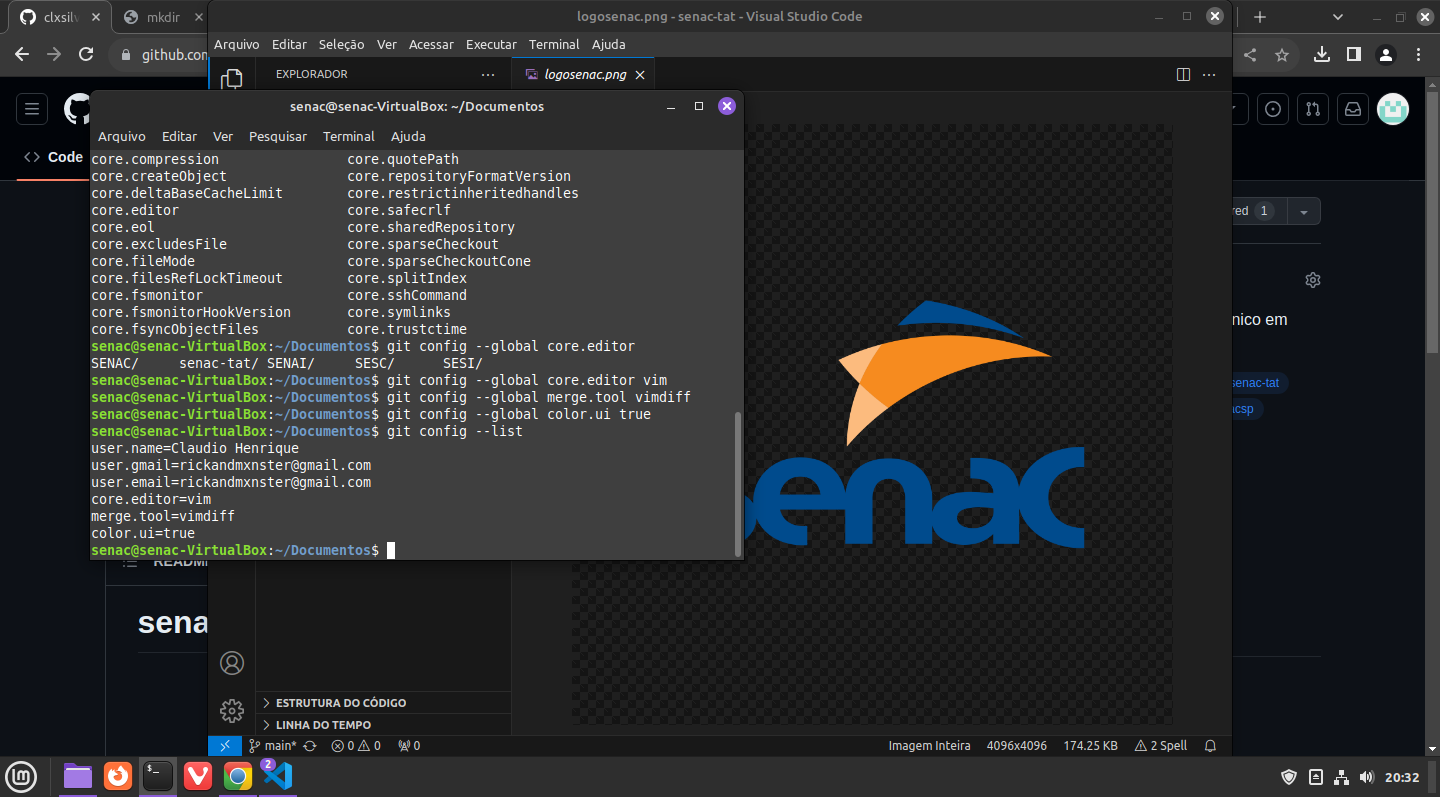 clxsilv
mkdir
logosenac.png - senac-tat - Visual Studio Code
github.com
Arquivo Editar Seleção Ver Acessar Executar Terminal Ajuda
EXPLORADOR
logosenac.png
Code
senac@senac-VirtualBox: ~/Documentos
Arquivo Editar Ver Pesquisar Terminal Ajuda
core.compression core.quotePath
core.createObject core.repositoryFormatVersion
core.deltaBaseCacheLimit core.restrictinheritedhandles
core.editor core.safecrlf
core.eol core.sharedRepository
core.excludesFile core.sparseCheckout
core.fileMode core.sparseCheckoutCone
core.filesRefLockTimeout core.splitIndex
core.fsmonitor core.sshCommand
core.fsmonitorHookVersion core.symlinks
core.fsyncObjectFiles core.trustctime
senac@senac-VirtualBox:~/Documentos$ git config --global core.editor
SENAC/ senac-tat/ SENAI/ SESC/ SESI/
senac@senac-VirtualBox:~/Documentos$ git config --global core.editor vim
senac@senac-VirtualBox:~/Documentos$ git config --global merge.tool vimdiff
senac@senac-VirtualBox:~/Documentos$ git config --global color.ui true
senac@senac-VirtualBox:~/Documentos$ git config --list
user.name=Claudio Henrique
user.gmail=rickandmxnster@gmail.com
user.email=rickandmxnster@gmail.com
core.editor=vim
merge.tool=vimdiff
color.ui=true
senac@senac-VirtualBox:~/Documentos$
red 1
nico em
senac-tat
acsp
senac
README
sena
ESTRUTURA DO CÓDIGO
LINHA DO TEMPO
main* 0 0 0
Imagem Inteira 4096x4096 174.25 KB 2 Spell
2
20:32